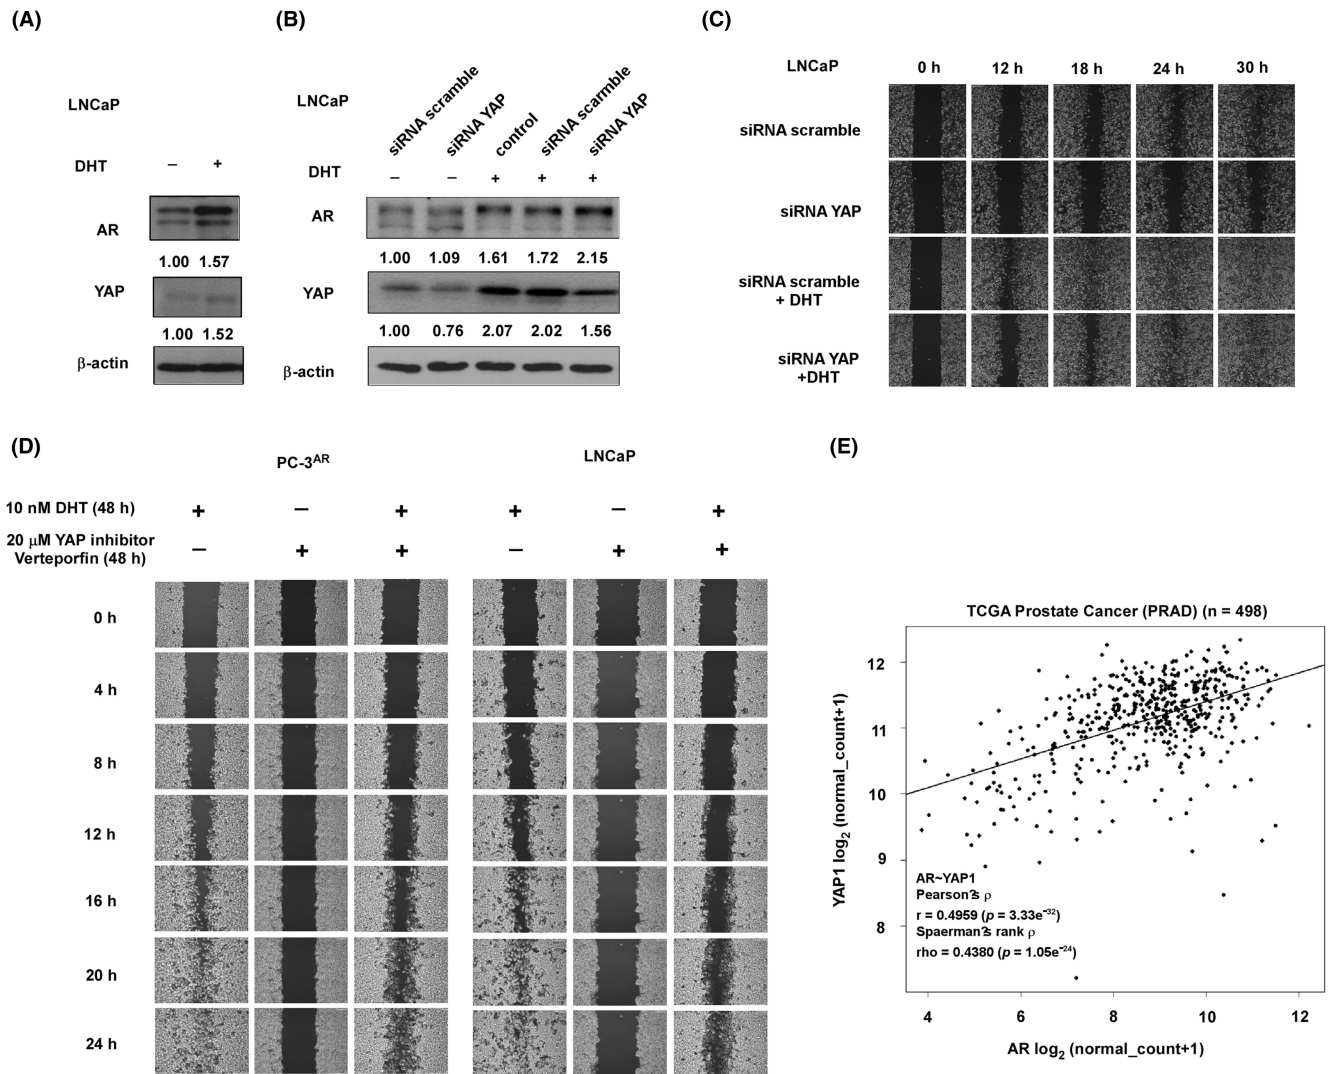 (A)
LNCaP
DHT – +
AR
1.00 1.57
YAP
1.00 1.52
β-actin
(B)
LNCaP
siRNA scramble
siRNA YAP
control
siRNA scarmble
siRNA YAP
DHT – – + + +
AR
1.00 1.09 1.61 1.72 2.15
YAP
1.00 0.76 2.07 2.02 1.56
β-actin
(C)
LNCaP 0 h 12 h 18 h 24 h 30 h
siRNA scramble
siRNA YAP
siRNA scramble
+ DHT
siRNA YAP
+DHT
(D)
PC-3AR LNCaP
10 nM DHT (48 h) + – + + – +
20 μM YAP inhibitor
Verteporfin (48 h) – + + – + +
0 h
4 h
8 h
12 h
16 h
20 h
24 h
(E)
TCGA Prostate Cancer (PRAD) (n = 498)
YAP1 log2 (normal_count+1)
12
11
10
9
8
AR~YAP1
Pearson?s ρ
r = 0.4959 (p = 3.33e−32)
Spaerman?s rank ρ
rho = 0.4380 (p = 1.05e−24)
4 6 8 10 12
AR log2 (normal_count+1)